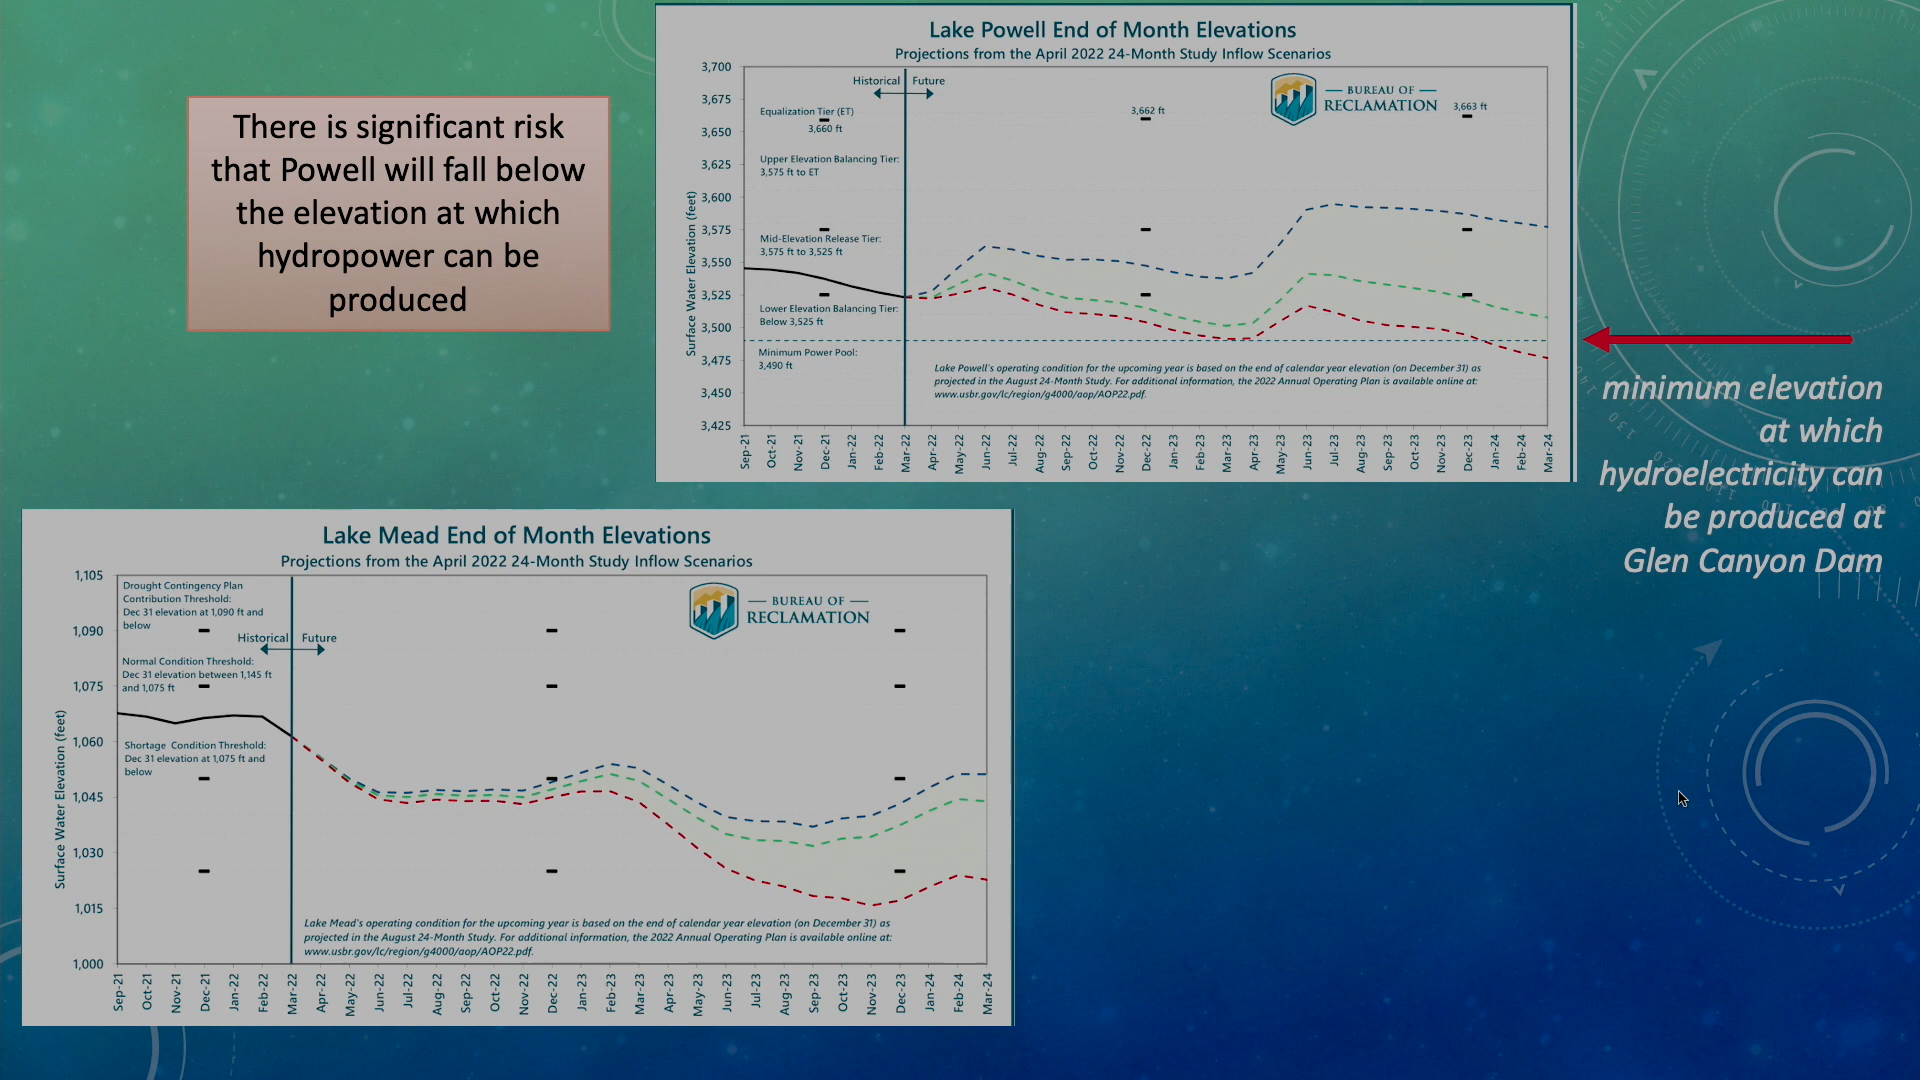 There is significant risk
that Powell will fall below
the elevation at which
hydropower can be
produced
Lake Powell End of Month Elevations
Projections from the April 2022 24-Month Study Inflow Scenarios
Surface Water Elevation (feet)
3,700
3,675
3,650
3,625
3,600
3,575
3,550
3,525
3,500
3,475
3,450
3,425
Historical
Future
BUREAU OF
RECLAMATION
Equalization Tier (ET)
3,660 ft
3,662 ft
3,663 ft
Upper Elevation Balancing Tier:
3,575 ft to ET
Mid-Elevation Release Tier:
3,575 ft to 3,525 ft
Lower Elevation Balancing Tier:
Below 3,525 ft
Minimum Power Pool:
3,490 ft
Lake Powell's operating condition for the upcoming year is based on the end of calendar year elevation (on December 31) as
projected in the August 24-Month Study. For additional information, the 2022 Annual Operating Plan is available online at:
www.usbr.gov/lc/region/g4000/aop/AOP22.pdf.
Sep-21
Oct-21
Nov-21
Dec-21
Jan-22
Feb-22
Mar-22
Apr-22
May-22
Jun-22
Jul-22
Aug-22
Sep-22
Oct-22
Nov-22
Dec-22
Jan-23
Feb-23
Mar-23
Apr-23
May-23
Jun-23
Jul-23
Aug-23
Sep-23
Oct-23
Nov-23
Dec-23
Jan-24
Feb-24
Mar-24
minimum elevation
at which
hydroelectricity can
be produced at
Glen Canyon Dam
Lake Mead End of Month Elevations
Projections from the April 2022 24-Month Study Inflow Scenarios
Surface Water Elevation (feet)
1,105
1,090
1,075
1,060
1,045
1,030
1,015
1,000
Drought Contingency Plan
Contribution Threshold:
Dec 31 elevation at 1,090 ft and
below
Historical
Future
BUREAU OF
RECLAMATION
Normal Condition Threshold:
Dec 31 elevation between 1,145 ft
and 1,075 ft
Shortage Condition Threshold:
Dec 31 elevation at 1,075 ft and
below
Lake Mead's operating condition for the upcoming year is based on the end of calendar year elevation (on December 31) as
projected in the August 24-Month Study. For additional information, the 2022 Annual Operating Plan is available online at:
www.usbr.gov/lc/region/g4000/aop/AOP22.pdf.
Sep-21
Oct-21
Nov-21
Dec-21
Jan-22
Feb-22
Mar-22
Apr-22
May-22
Jun-22
Jul-22
Aug-22
Sep-22
Oct-22
Nov-22
Dec-22
Jan-23
Feb-23
Mar-23
Apr-23
May-23
Jun-23
Jul-23
Aug-23
Sep-23
Oct-23
Nov-23
Dec-23
Jan-24
Feb-24
Mar-24